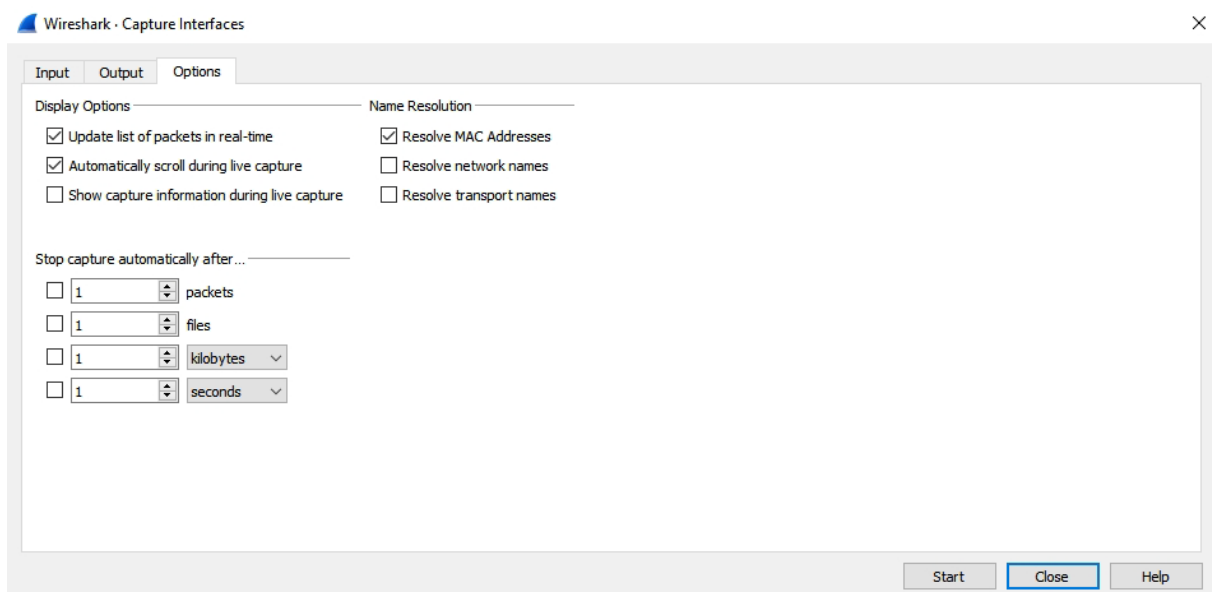 Wireshark · Capture Interfaces
Input Output Options
Display Options
Update list of packets in real-time
Automatically scroll during live capture
Show capture information during live capture
Name Resolution
Resolve MAC Addresses
Resolve network names
Resolve transport names
Stop capture automatically after...
1 packets
1 files
1 kilobytes
1 seconds
Start Close Help